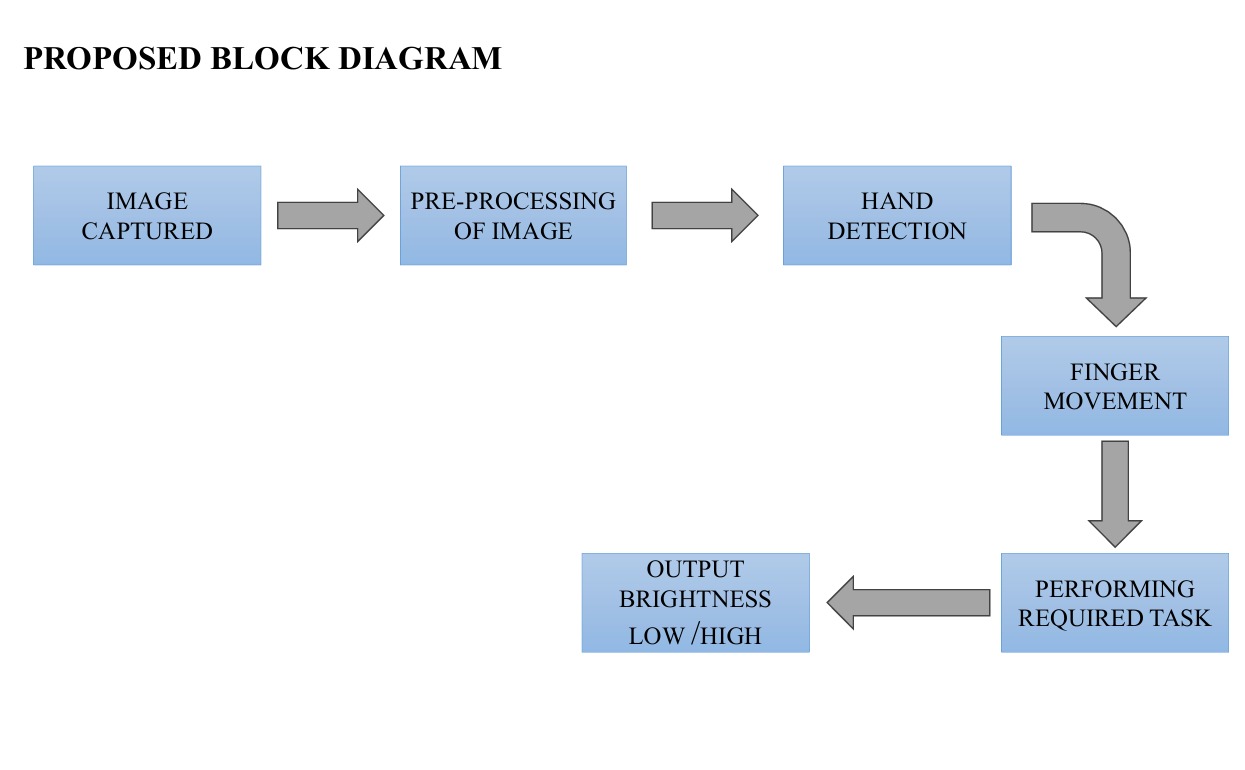 PROPOSED BLOCK DIAGRAM
IMAGE
CAPTURED
PRE-PROCESSING
OF IMAGE
HAND
DETECTION
FINGER
MOVEMENT
PERFORMING
REQUIRED TASK
OUTPUT
BRIGHTNESS
LOW /HIGH